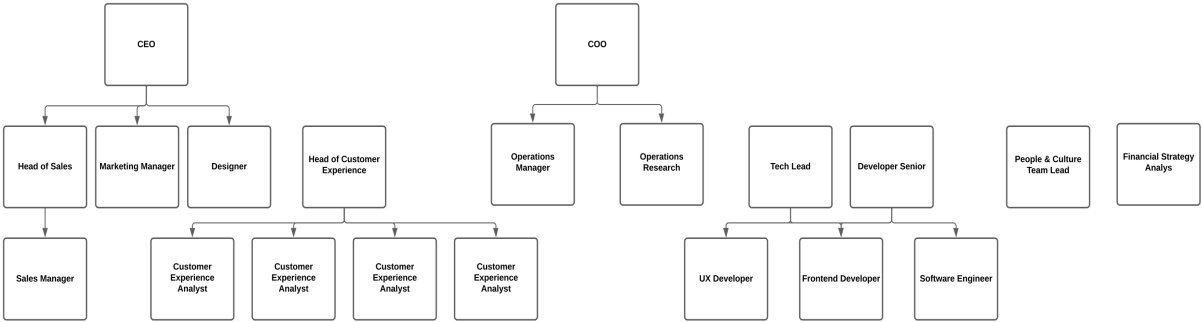 CEO
COO
Head of Sales
Marketing Manager
Designer
Head of Customer
Experience
Operations
Manager
Operations
Research
Tech Lead
Developer Senior
People & Culture
Team Lead
Financial Strategy
Analys
Sales Manager
Customer
Experience
Analyst
Customer
Experience
Analyst
Customer
Experience
Analyst
Customer
Experience
Analyst
UX Developer
Frontend Developer
Software Engineer